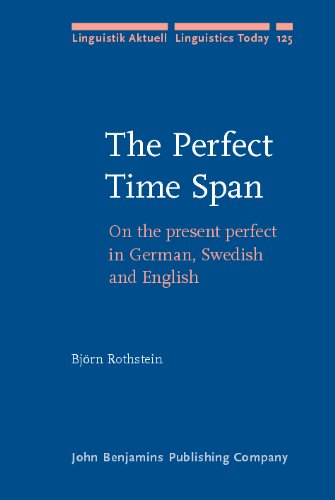 Linguistik Aktuell Linguistics Today 125
The Perfect
Time Span
On the present perfect
in German, Swedish
and English
Björn Rothstein
John Benjamins Publishing Company